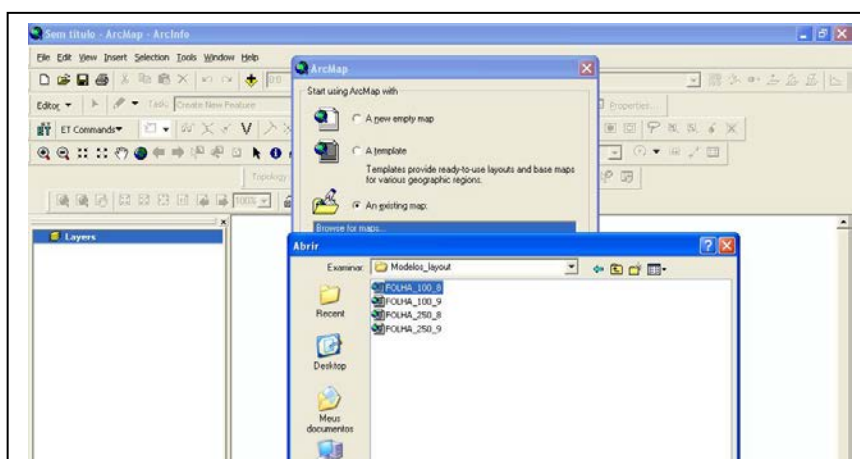 Sem título - ArcMap - ArcInfo
File Edit View Insert Selection Tools Window Help
ArcMap
Start using ArcMap with
Editor Task: Create New Feature
A new empty map
Properties...
ET Commands
A template
Templates provide ready-to-use layouts and base maps
for various geographic regions.
Topology
100%
An existing map:
Browse for maps...
Layers
Abrir
Examinar: Modelos_layout
FOLHA_100_8
FOLHA_100_9
FOLHA_250_8
FOLHA_250_9
Recent
Desktop
Meus
documentos